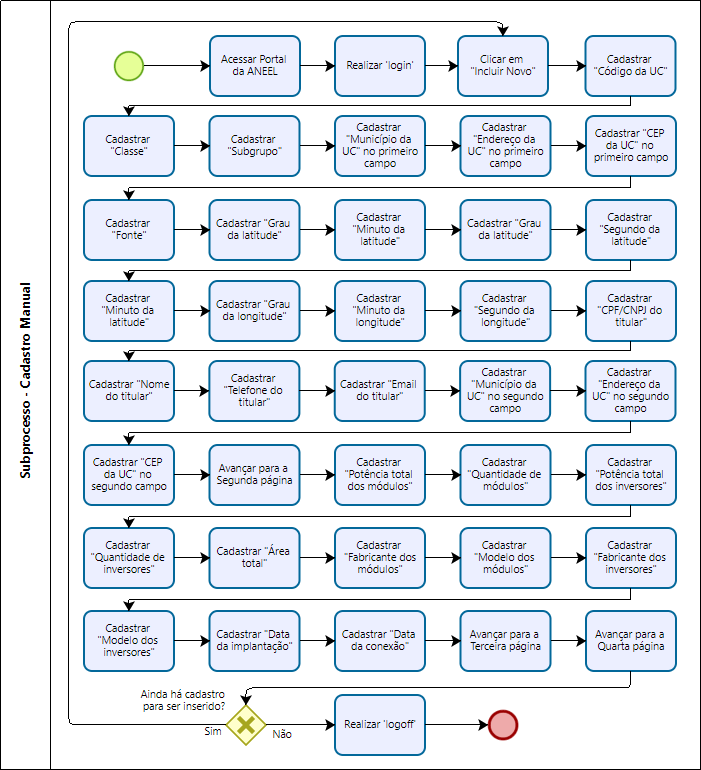 Subprocesso - Cadastro Manual
Acessar Portal
da ANEEL
Realizar 'login'
Clicar em
"Incluir Novo"
Cadastrar
"Código da UC"
Cadastrar
"Classe"
Cadastrar
"Subgrupo"
Cadastrar
"Município da
UC" no primeiro
campo
Cadastrar
"Endereço da
UC" no primeiro
campo
Cadastrar "CEP
da UC" no
primeiro campo
Cadastrar
"Fonte"
Cadastrar "Grau
da latitude"
Cadastrar
"Minuto da
latitude"
Cadastrar "Grau
da latitude"
Cadastrar
"Segundo da
latitude"
Cadastrar
"Minuto da
latitude"
Cadastrar "Grau
da longitude"
Cadastrar
"Minuto da
longitude"
Cadastrar
"Segundo da
longitude"
Cadastrar
"CPF/CNPJ do
titular"
Cadastrar "Nome
do titular"
Cadastrar
"Telefone do
titular"
Cadastrar "Email
do titular"
Cadastrar
"Município da
UC" no segundo
campo
Cadastrar
"Endereço da
UC" no segundo
campo
Cadastrar "CEP
da UC" no
segundo campo
Avançar para a
Segunda página
Cadastrar
"Potência total
dos módulos"
Cadastrar
"Quantidade de
módulos"
Cadastrar
"Potência total
dos inversores"
Cadastrar
"Quantidade de
inversores"
Cadastrar "Área
total"
Cadastrar
"Fabricante dos
módulos"
Cadastrar
"Modelo dos
módulos"
Cadastrar
"Fabricante dos
inversores"
Cadastrar
"Modelo dos
inversores"
Cadastrar "Data
da implantação"
Cadastrar "Data
da conexão"
Avançar para a
Terceira página
Avançar para a
Quarta página
Ainda há cadastro
para ser inserido?
Sim
Não
Realizar 'logoff'